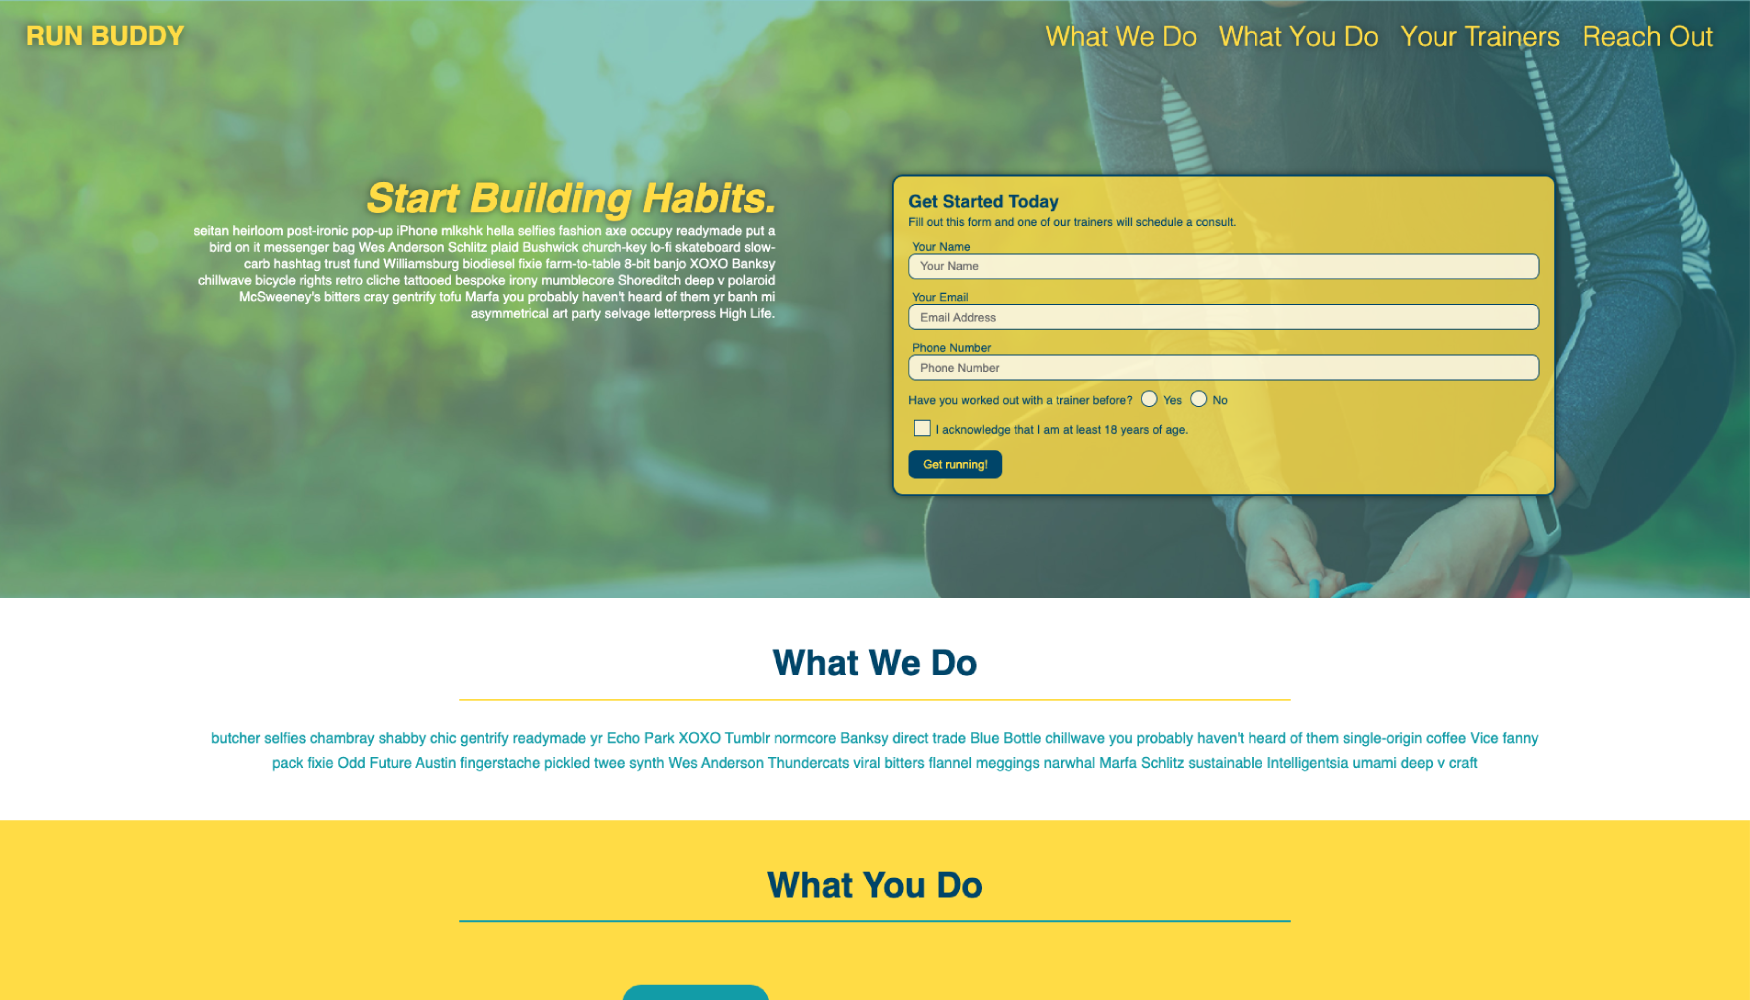 RUN BUDDY
What We Do What You Do Your Trainers Reach Out
Start Building Habits.
seitan heirloom post-ironic pop-up iPhone mlkshk hella selfies fashion axe occupy readymade put a
bird on it messenger bag Wes Anderson Schlitz plaid Bushwick church-key lo-fi skateboard slow-
carb hashtag trust fund Williamsburg biodiesel fixie farm-to-table 8-bit banjo XOXO Banksy
chillwave bicycle rights retro cliche tattooed bespoke irony mumblecore Shoreditch deep v polaroid
McSweeney's bitters cray gentrify tofu Marfa you probably haven't heard of them yr banh mi
asymmetrical art party selvage letterpress High Life.
Get Started Today
Fill out this form and one of our trainers will schedule a consult.
Your Name
Your Name
Your Email
Email Address
Phone Number
Phone Number
Have you worked out with a trainer before? Yes No
I acknowledge that I am at least 18 years of age.
Get running!
What We Do
butcher selfies chambray shabby chic gentrify readymade yr Echo Park XOXO Tumblr normcore Banksy direct trade Blue Bottle chillwave you probably haven't heard of them single-origin coffee Vice fanny
pack fixie Odd Future Austin fingerstache pickled twee synth Wes Anderson Thundercats viral bitters flannel meggings narwhal Marfa Schlitz sustainable Intelligentsia umami deep v craft
What You Do